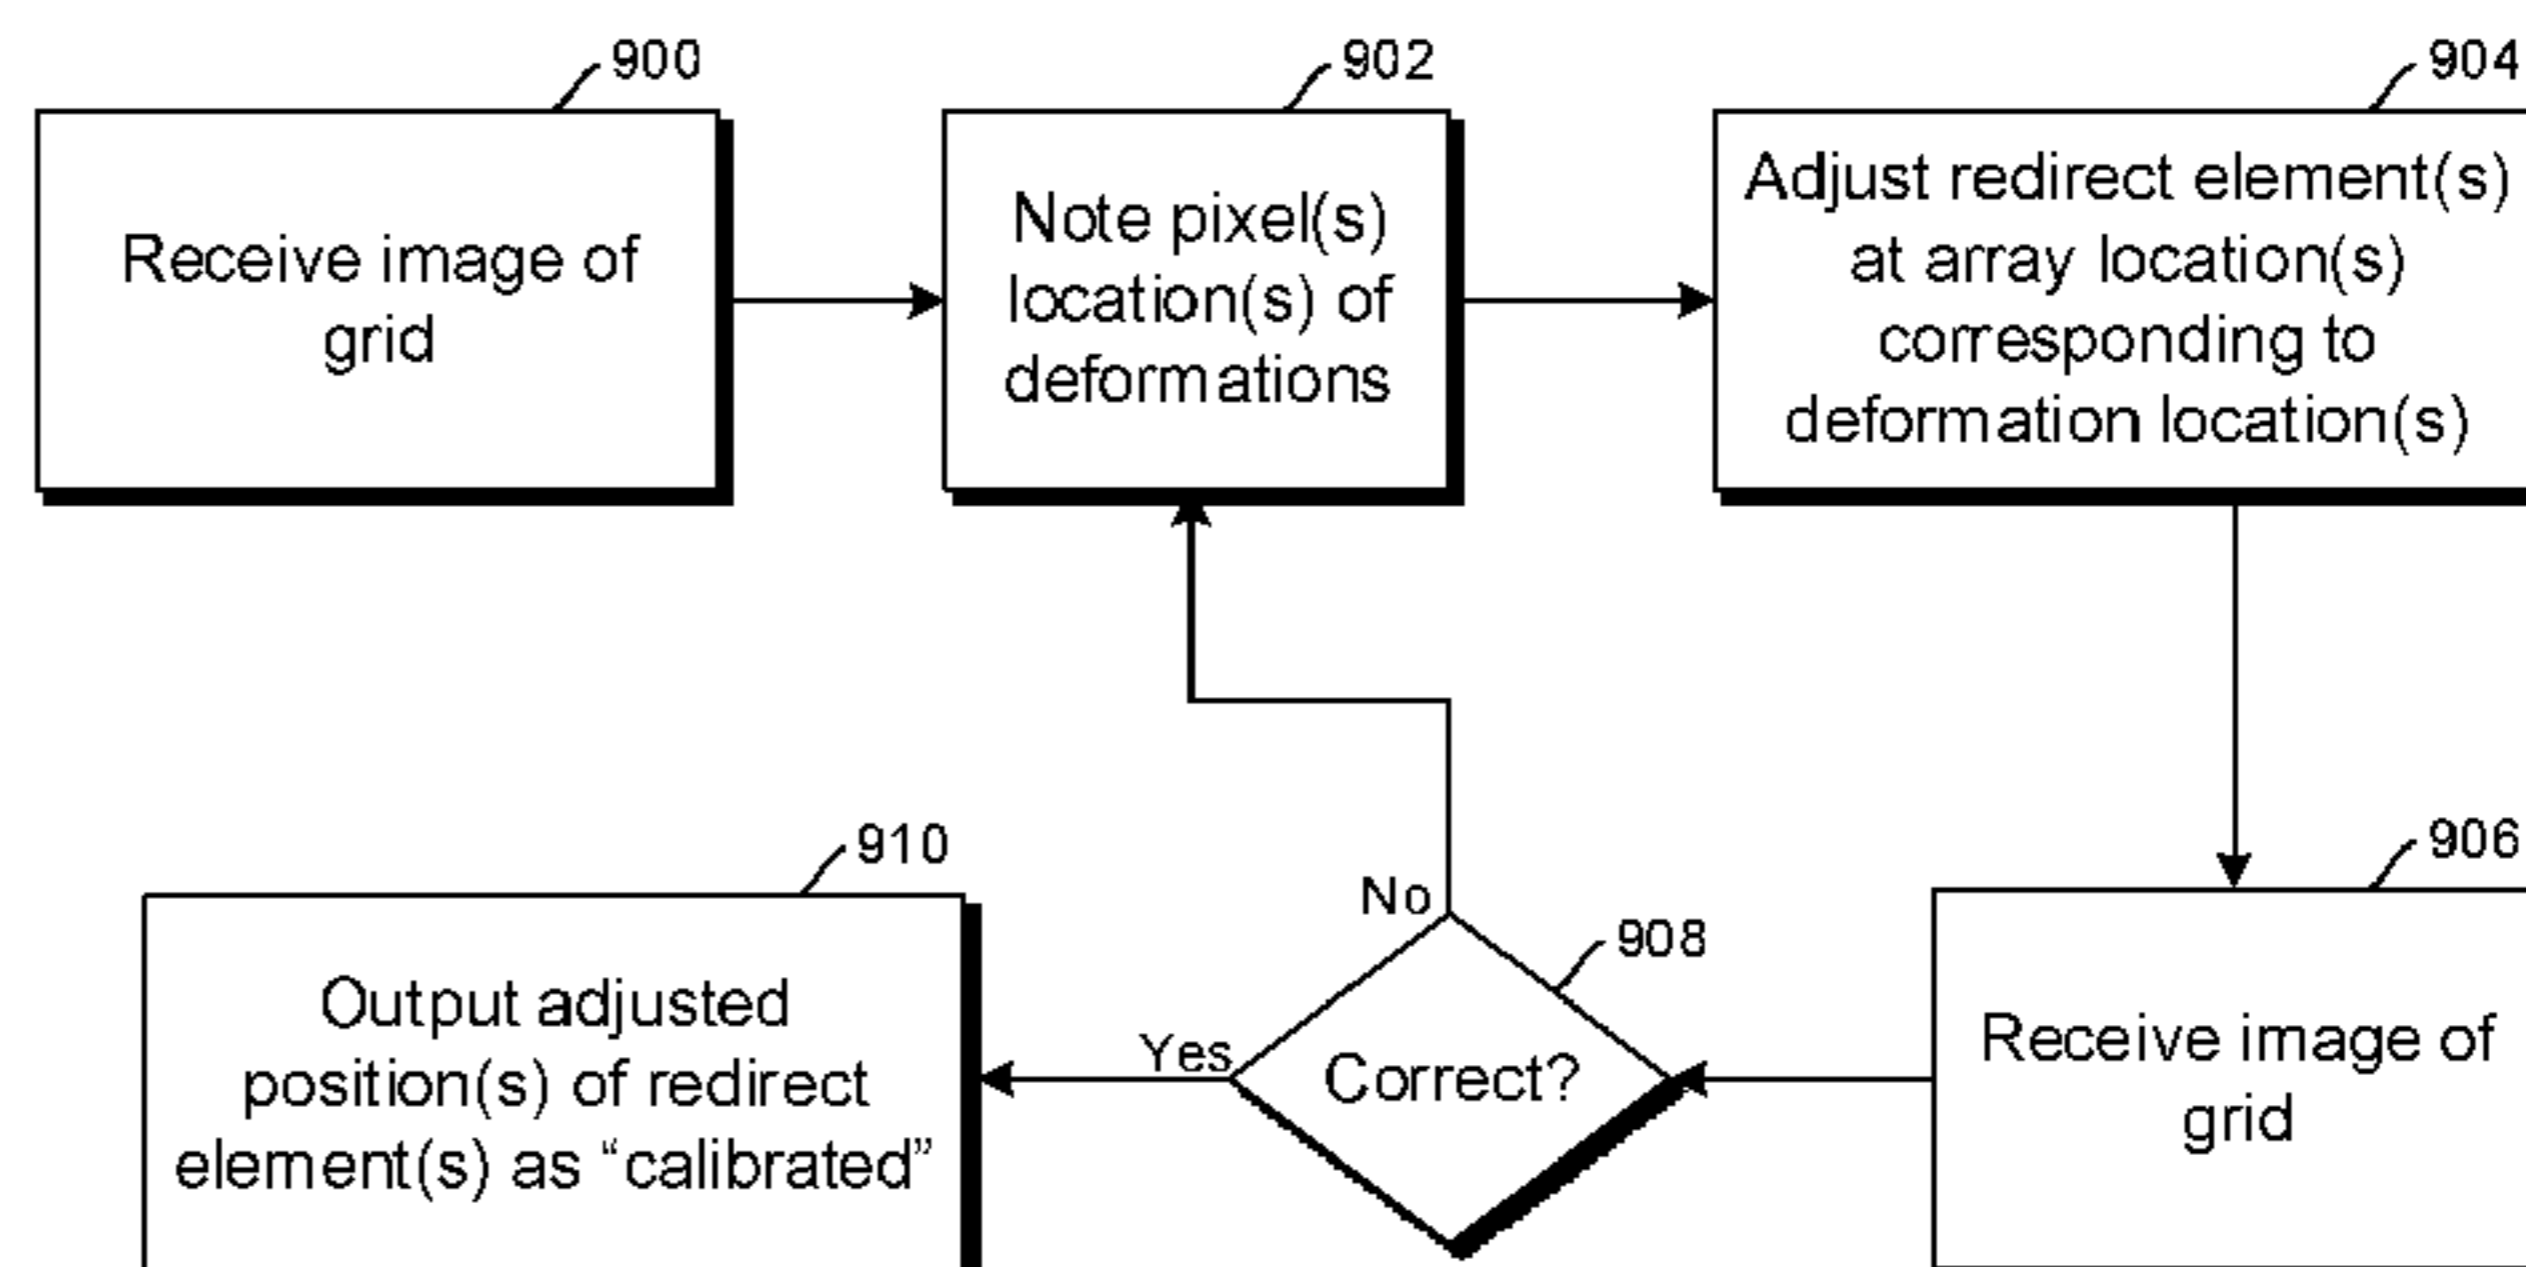 900
Receive image of
grid
902
Note pixel(s)
location(s) of
deformations
904
Adjust redirect element(s)
at array location(s)
corresponding to
deformation location(s)
906
Receive image of
grid
908
Correct?
No
Yes
910
Output adjusted
position(s) of redirect
element(s) as “calibrated”